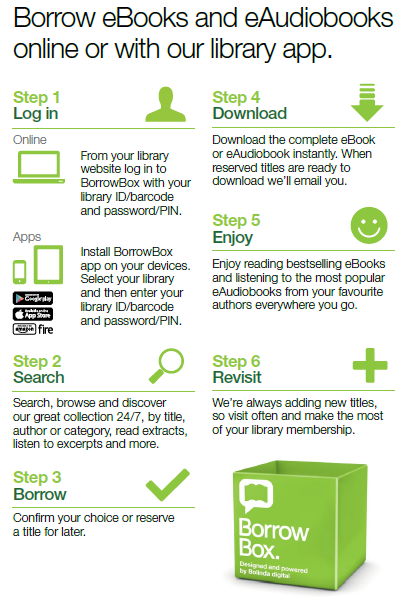 Borrow eBooks and eAudiobooks
online or with our library app.
Step 1
Log in
Online
From your library
website log in to
BorrowBox with your
library ID/barcode
and password/PIN.
Apps
Install BorrowBox
app on your devices.
Select your library
and then enter your
library ID/barcode
and password/PIN.
Google play
App Store
amazon
fire
Step 2
Search
Search, browse and discover
our great collection 24/7, by title,
author or category, read extracts,
listen to excerpts and more.
Step 3
Borrow
Confirm your choice or reserve
a title for later.
Step 4
Download
Download the complete eBook
or eAudiobook instantly. When
reserved titles are ready to
download we'll email you.
Step 5
Enjoy
Enjoy reading bestselling eBooks
and listening to the most popular
eAudiobooks from your favourite
authors everywhere you go.
Step 6
Revisit
We're always adding new titles,
so visit often and make the most
of your library membership.
Borrow
Box.
Designed and powered
by Bolinda digital